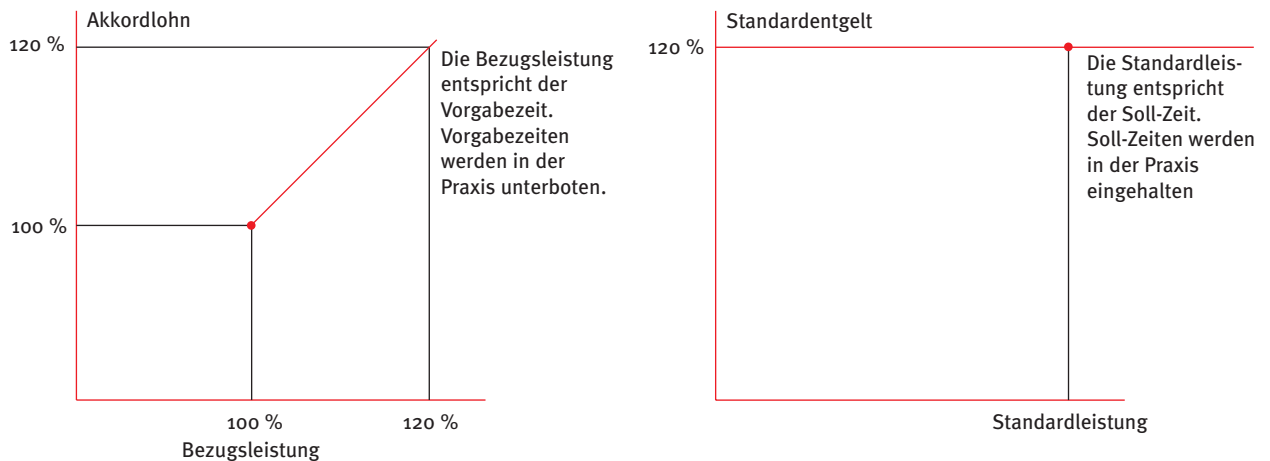 Akkordlohn
120 %
Die Bezugsleistung
entspricht der
Vorgabezeit.
Vorgabezeiten
werden in der
Praxis unterboten.
100 %
100 %
120 %
Bezugsleistung
Standardentgelt
120 %
Die Standardleis-
tung entspricht
der Soll-Zeit.
Soll-Zeiten werden
in der Praxis
eingehalten
Standardleistung